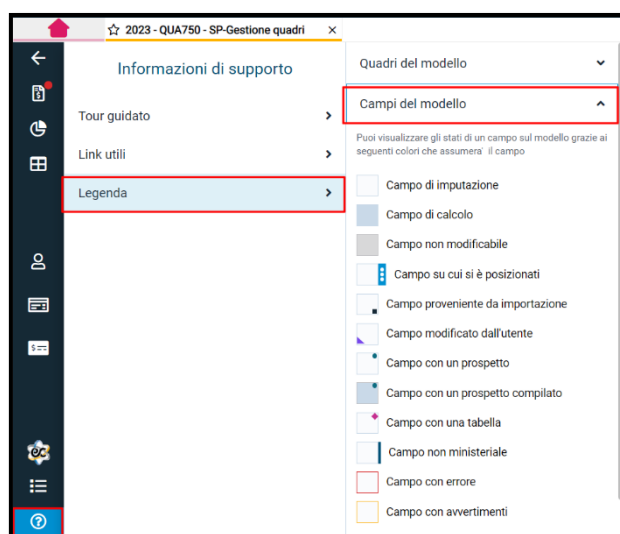 2023 - QUA750 - SP-Gestione quadri
Informazioni di supporto
Tour guidato
Link utili
Legenda
Quadri del modello
Campi del modello
Puoi visualizzare gli stati di un campo sul modello grazie ai
seguenti colori che assumera' il campo
Campo di imputazione
Campo di calcolo
Campo non modificabile
Campo su cui si è posizionati
Campo proveniente da importazione
Campo modificato dall'utente
Campo con un prospetto
Campo con un prospetto compilato
Campo con una tabella
Campo non ministeriale
Campo con errore
Campo con avvertimenti